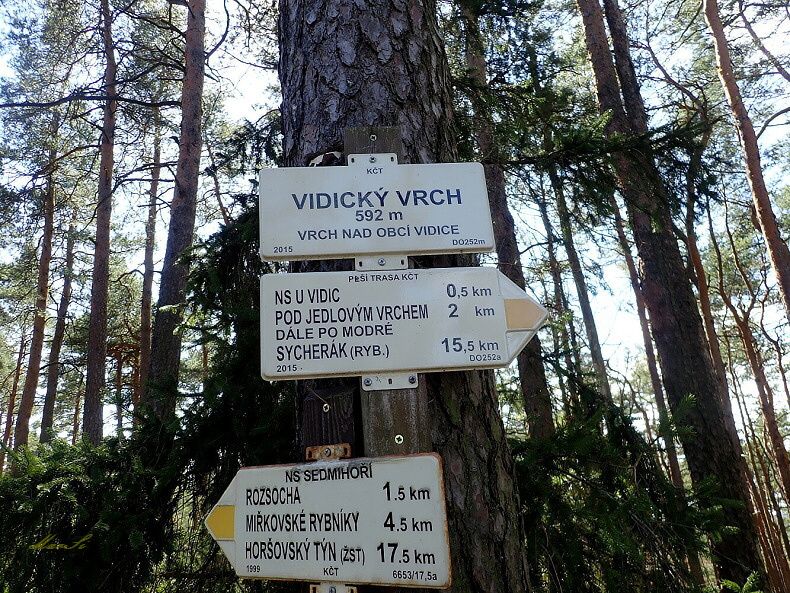 KČT
VIDICKÝ VRCH
592 m
VRCH NAD OBCÍ VIDICE
2015 DO252m
PĚŠÍ TRASA KČT
NS U VIDIC 0,5 km
POD JEDLOVÝM VRCHEM 2 km
DÁLE PO MODRÉ
SYCHERÁK (RYB.) 15,5 km
2015 DO252a
NS SEDMIHOŘÍ
ROZSOCHA 1.5 KM
MIŘKOVSKÉ RYBNÍKY 4.5 KM
HORŠOVSKÝ TÝN (ŽST) 17.5 KM
1999 KČT 6653/17,5a